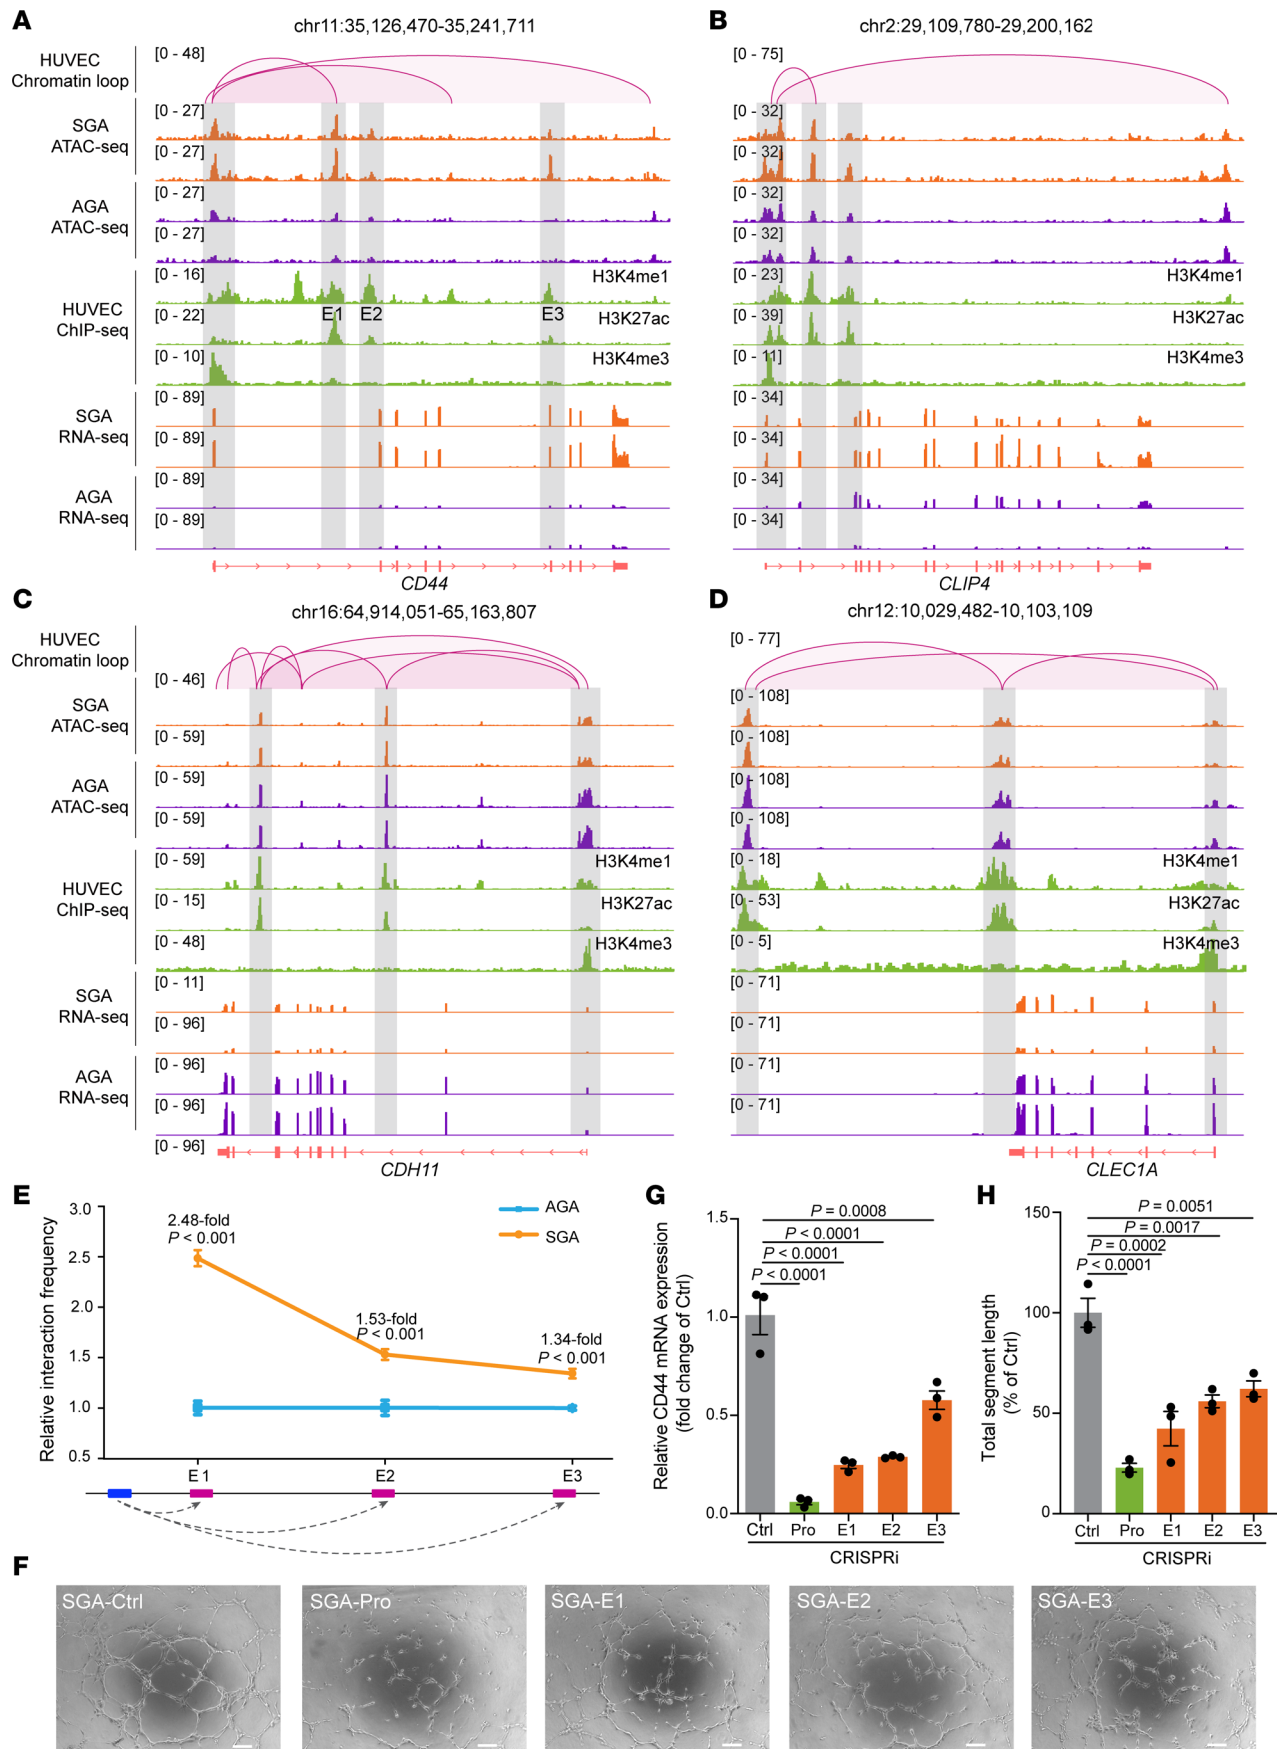 A
chr11:35,126,470-35,241,711
HUVEC
Chromatin loop
[0 - 48]
SGA
ATAC-seq
[0 - 27]
[0 - 27]
AGA
ATAC-seq
[0 - 27]
[0 - 27]
HUVEC
ChIP-seq
[0 - 16]
H3K4me1
[0 - 22]
E1
E2
E3
H3K27ac
[0 - 10]
H3K4me3
SGA
RNA-seq
[0 - 89]
[0 - 89]
AGA
RNA-seq
[0 - 89]
[0 - 89]
CD44
B
chr2:29,109,780-29,200,162
[0 - 75]
[0 - 32]
[0 - 32]
[0 - 32]
[0 - 32]
[0 - 23]
H3K4me1
[0 - 39]
H3K27ac
[0 - 11]
H3K4me3
[0 - 34]
[0 - 34]
[0 - 34]
[0 - 34]
CLIP4
C
chr16:64,914,051-65,163,807
HUVEC
Chromatin loop
[0 - 46]
SGA
ATAC-seq
[0 - 59]
AGA
ATAC-seq
[0 - 59]
[0 - 59]
[0 - 59]
H3K4me1
HUVEC
ChIP-seq
[0 - 15]
H3K27ac
[0 - 48]
H3K4me3
SGA
RNA-seq
[0 - 11]
[0 - 96]
AGA
RNA-seq
[0 - 96]
[0 - 96]
[0 - 96]
CDH11
D
chr12:10,029,482-10,103,109
[0 - 77]
[0 - 108]
[0 - 108]
[0 - 108]
[0 - 108]
[0 - 18]
H3K4me1
[0 - 53]
H3K27ac
[0 - 5]
H3K4me3
[0 - 71]
[0 - 71]
[0 - 71]
[0 - 71]
CLEC1A
E
Relative interaction frequency
3.0
2.5
2.0
1.5
1.0
0.5
2.48-fold
P < 0.001
1.53-fold
P < 0.001
1.34-fold
P < 0.001
AGA
SGA
E1
E2
E3
G
Relative CD44 mRNA expression
(fold change of Ctrl)
1.5
1.0
0.5
0.0
P = 0.0008
P < 0.0001
P < 0.0001
P < 0.0001
Ctrl
Pro
E1
E2
E3
CRISPRi
H
Total segment length
(% of Ctrl)
150
100
50
0
P = 0.0051
P = 0.0017
P = 0.0002
P < 0.0001
Ctrl
Pro
E1
E2
E3
CRISPRi
F
SGA-Ctrl
SGA-Pro
SGA-E1
SGA-E2
SGA-E3